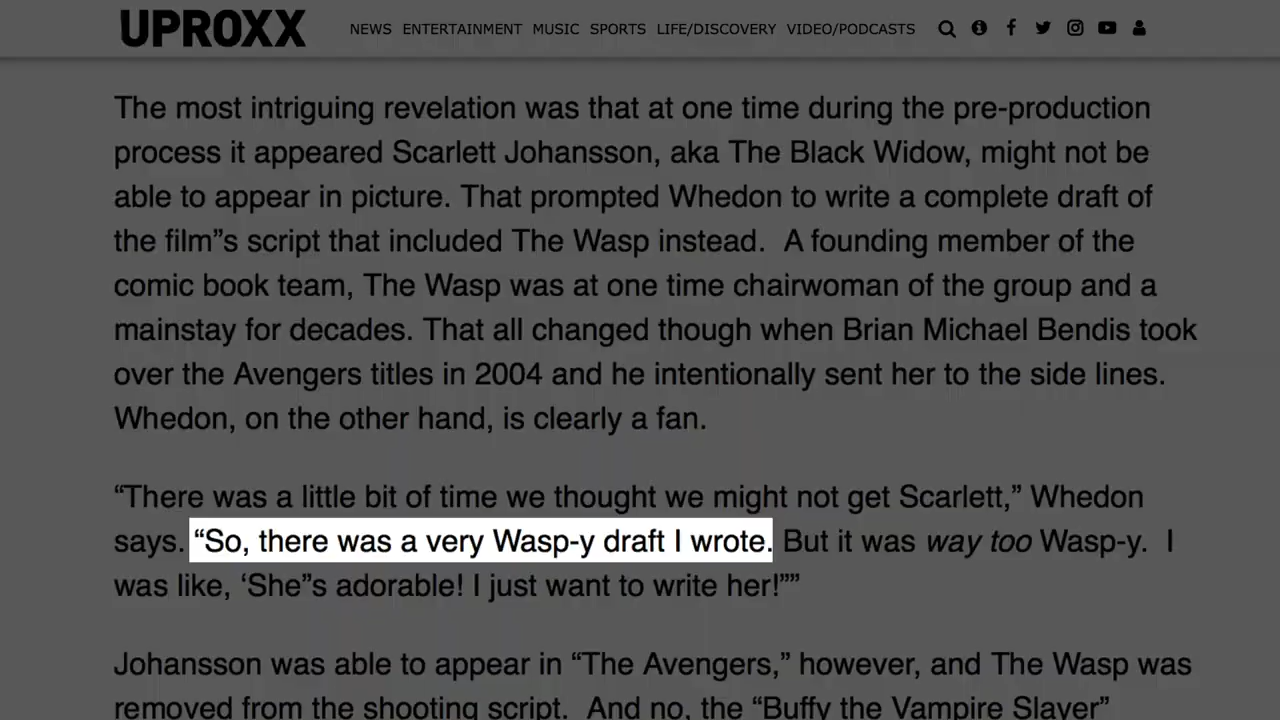 UPROXX
NEWS ENTERTAINMENT MUSIC SPORTS LIFE/DISCOVERY VIDEO/PODCASTS
The most intriguing revelation was that at one time during the pre-production
process it appeared Scarlett Johansson, aka The Black Widow, might not be
able to appear in picture. That prompted Whedon to write a complete draft of
the film”s script that included The Wasp instead.  A founding member of the
comic book team, The Wasp was at one time chairwoman of the group and a
mainstay for decades. That all changed though when Brian Michael Bendis took
over the Avengers titles in 2004 and he intentionally sent her to the side lines.
Whedon, on the other hand, is clearly a fan.
“There was a little bit of time we thought we might not get Scarlett,” Whedon
says. “So, there was a very Wasp-y draft I wrote. But it was way too Wasp-y.  I
was like, ‘She”s adorable! I just want to write her!””
Johansson was able to appear in “The Avengers,” however, and The Wasp was
removed from the shooting script.  And no, the “Buffy the Vampire Slayer”